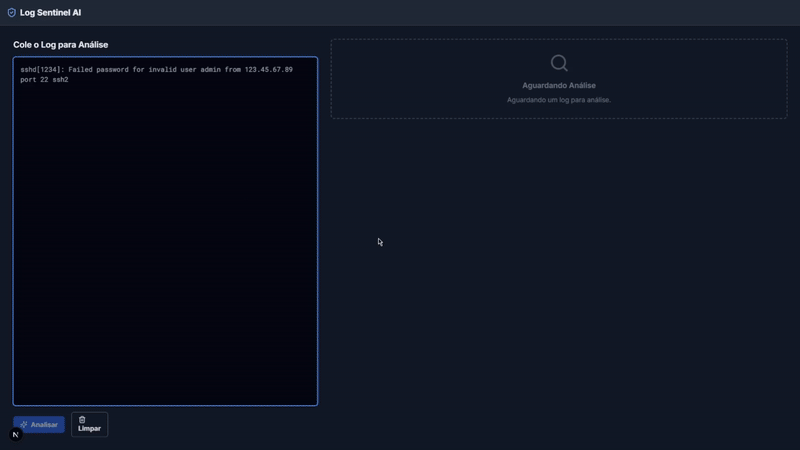 Log Sentinel AI
Cole o Log para Análise
sshd[1234]: Failed password for invalid user admin from 123.45.67.89
port 22 ssh2
Aguardando Análise
Aguardando um log para análise.
Analisar
Limpar
N